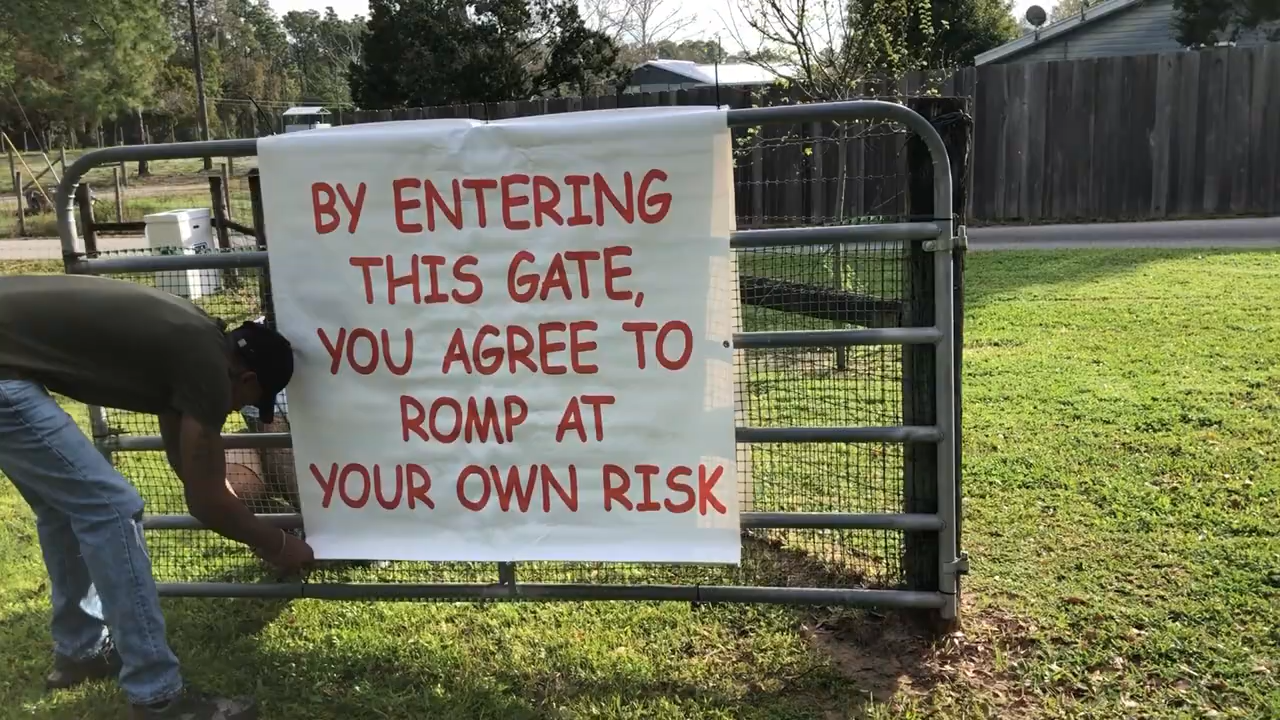 BY ENTERING
THIS GATE,
YOU AGREE TO
ROMP AT
YOUR OWN RISK